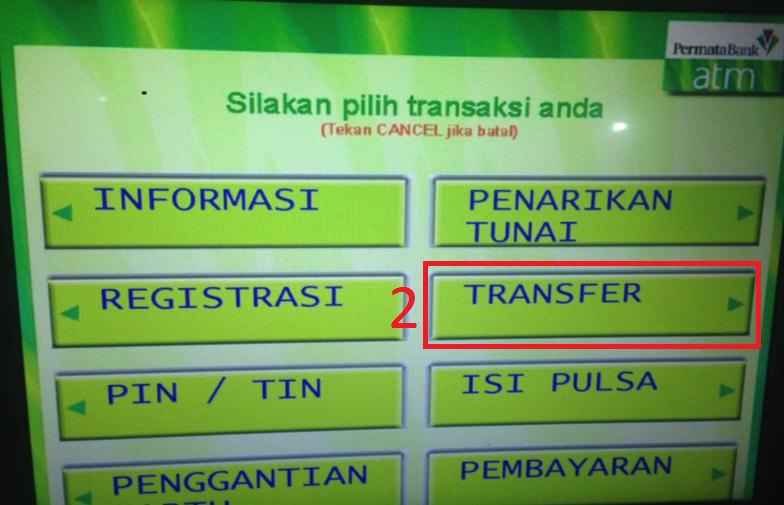 PermataBank
atm
Silakan pilih transaksi anda
(Tekan CANCEL jika batal)
INFORMASI
PENARIKAN
TUNAI
REGISTRASI
2
TRANSFER
PIN / TIN
ISI PULSA
PENGGANTIAN
PEMBAYARAN